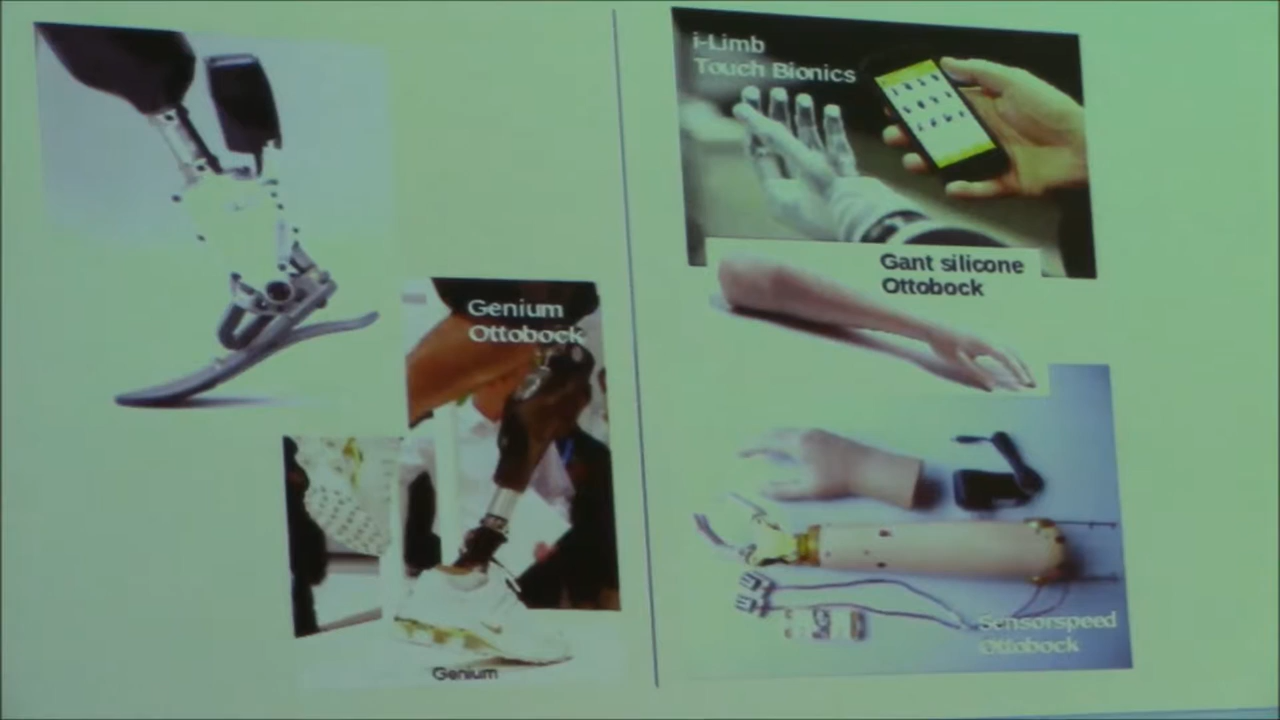 Genium
Ottobock
Genium
i-Limb
Touch Bionics
Gant silicone
Ottobock
Sensorspeed
Ottobock